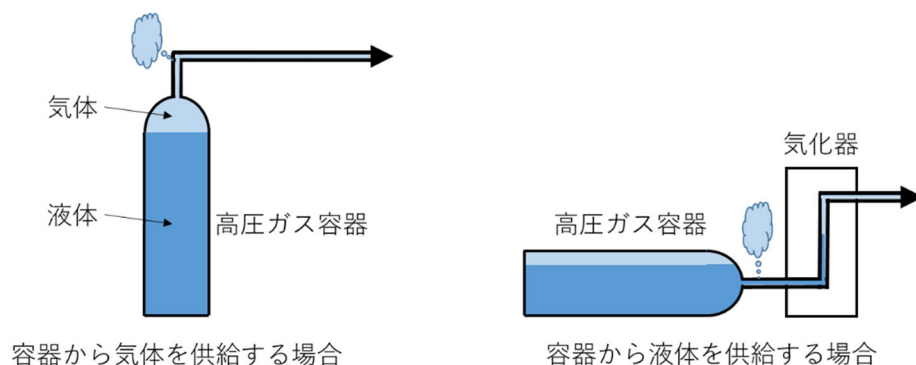 気体
液体
高圧ガス容器
容器から気体を供給する場合
気化器
高圧ガス容器
容器から液体を供給する場合